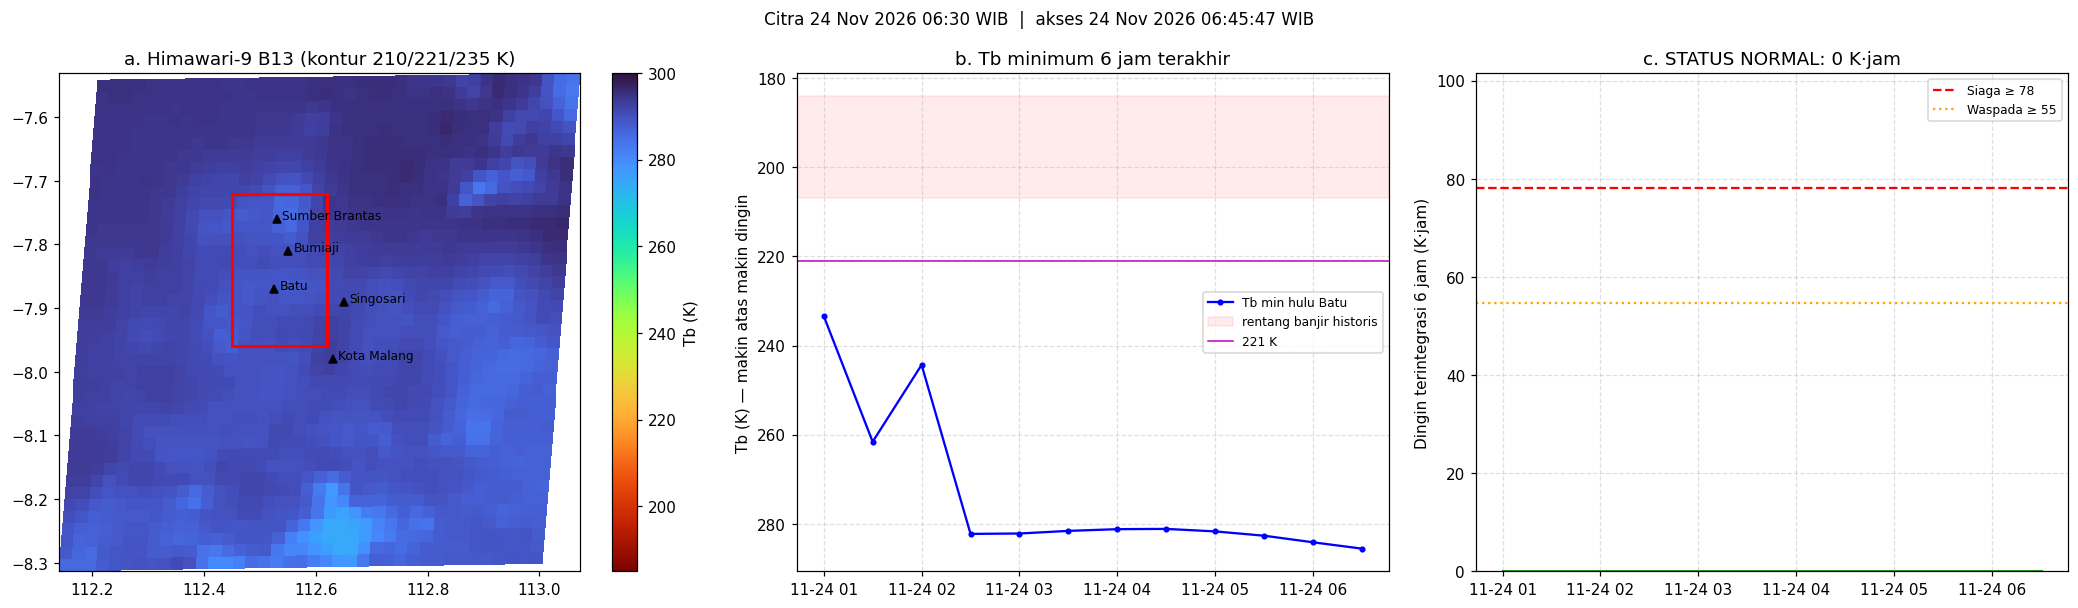 Citra 24 Nov 2026 06:30 WIB | akses 24 Nov 2026 06:45:47 WIB
a. Himawari-9 B13 (kontur 210/221/235 K)
−7.6
−7.7
−7.8
−7.9
−8.0
−8.1
−8.2
−8.3
112.2
112.4
112.6
112.8
113.0
Sumber Brantas
Bumiaji
Batu
Singosari
Kota Malang
300
280
260
240
220
200
Tb (K)
b. Tb minimum 6 jam terakhir
Tb (K) — makin atas makin dingin
180
200
220
240
260
280
Tb min hulu Batu
rentang banjir historis
221 K
11-24 01
11-24 02
11-24 03
11-24 04
11-24 05
11-24 06
c. STATUS NORMAL: 0 K·jam
Dingin terintegrasi 6 jam (K·jam)
100
80
60
40
20
0
Siaga ≥ 78
Waspada ≥ 55
11-24 01
11-24 02
11-24 03
11-24 04
11-24 05
11-24 06